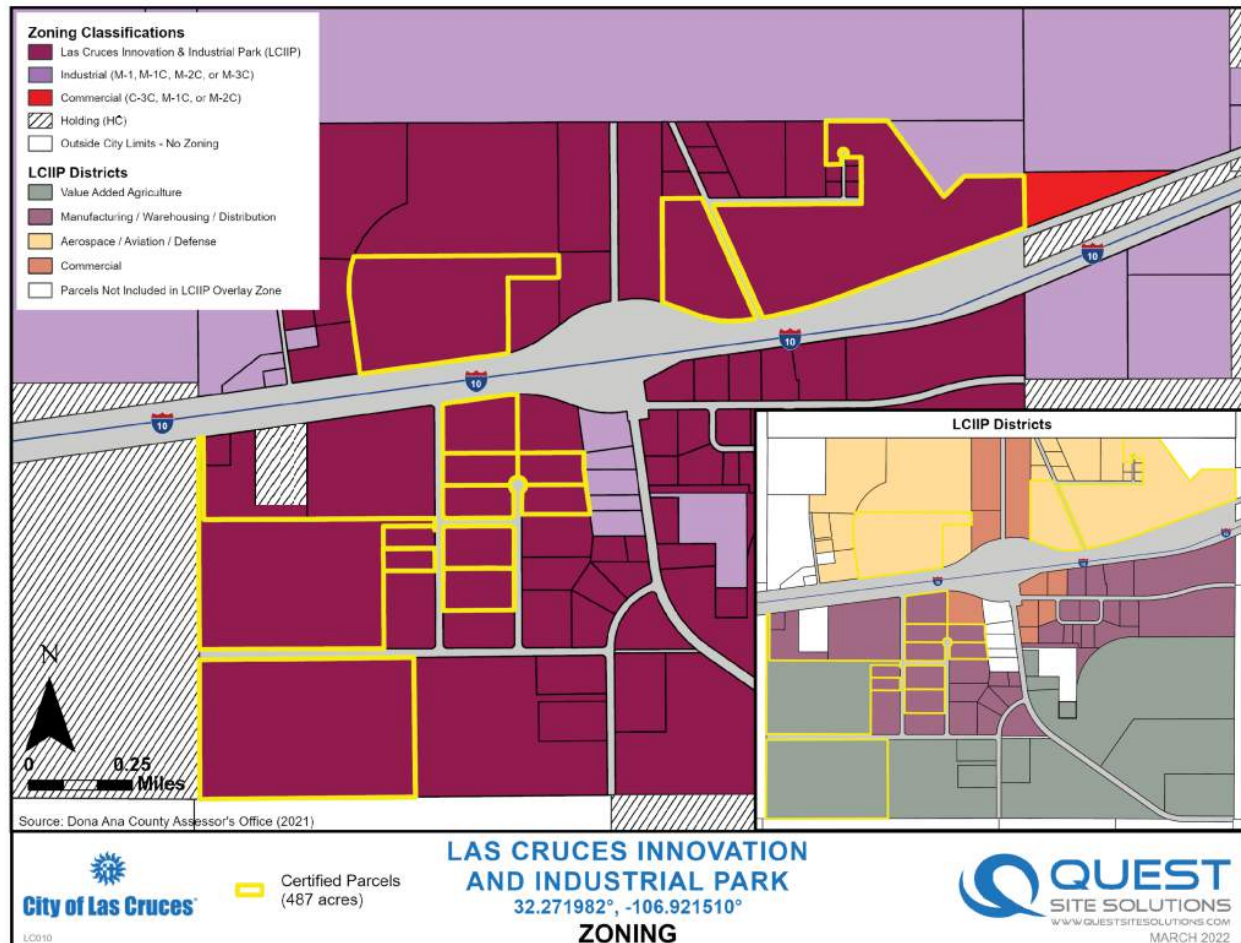 Zoning Classifications
Las Cruces Innovation & Industrial Park (LCIIP)
Industrial (M-1, M-1C, M-2C, or M-3C)
Commercial (C-3C, M-1C, or M-2C)
Holding (HC)
Outside City Limits - No Zoning
LCIIP Districts
Value Added Agriculture
Manufacturing / Warehousing / Distribution
Aerospace / Aviation / Defense
Commercial
Parcels Not Included in LCIIP Overlay Zone
10
10
10
10
LCIIP Districts
10
10
10
N
0 0.25
Miles
Source: Dona Ana County Assessor's Office (2021)
City of Las Cruces
LC010
Certified Parcels
(487 acres)
LAS CRUCES INNOVATION
AND INDUSTRIAL PARK
32.271982°, -106.921510°
ZONING
QUEST
SITE SOLUTIONS
WWW.QUESTSITESOLUTIONS.COM
MARCH 2022